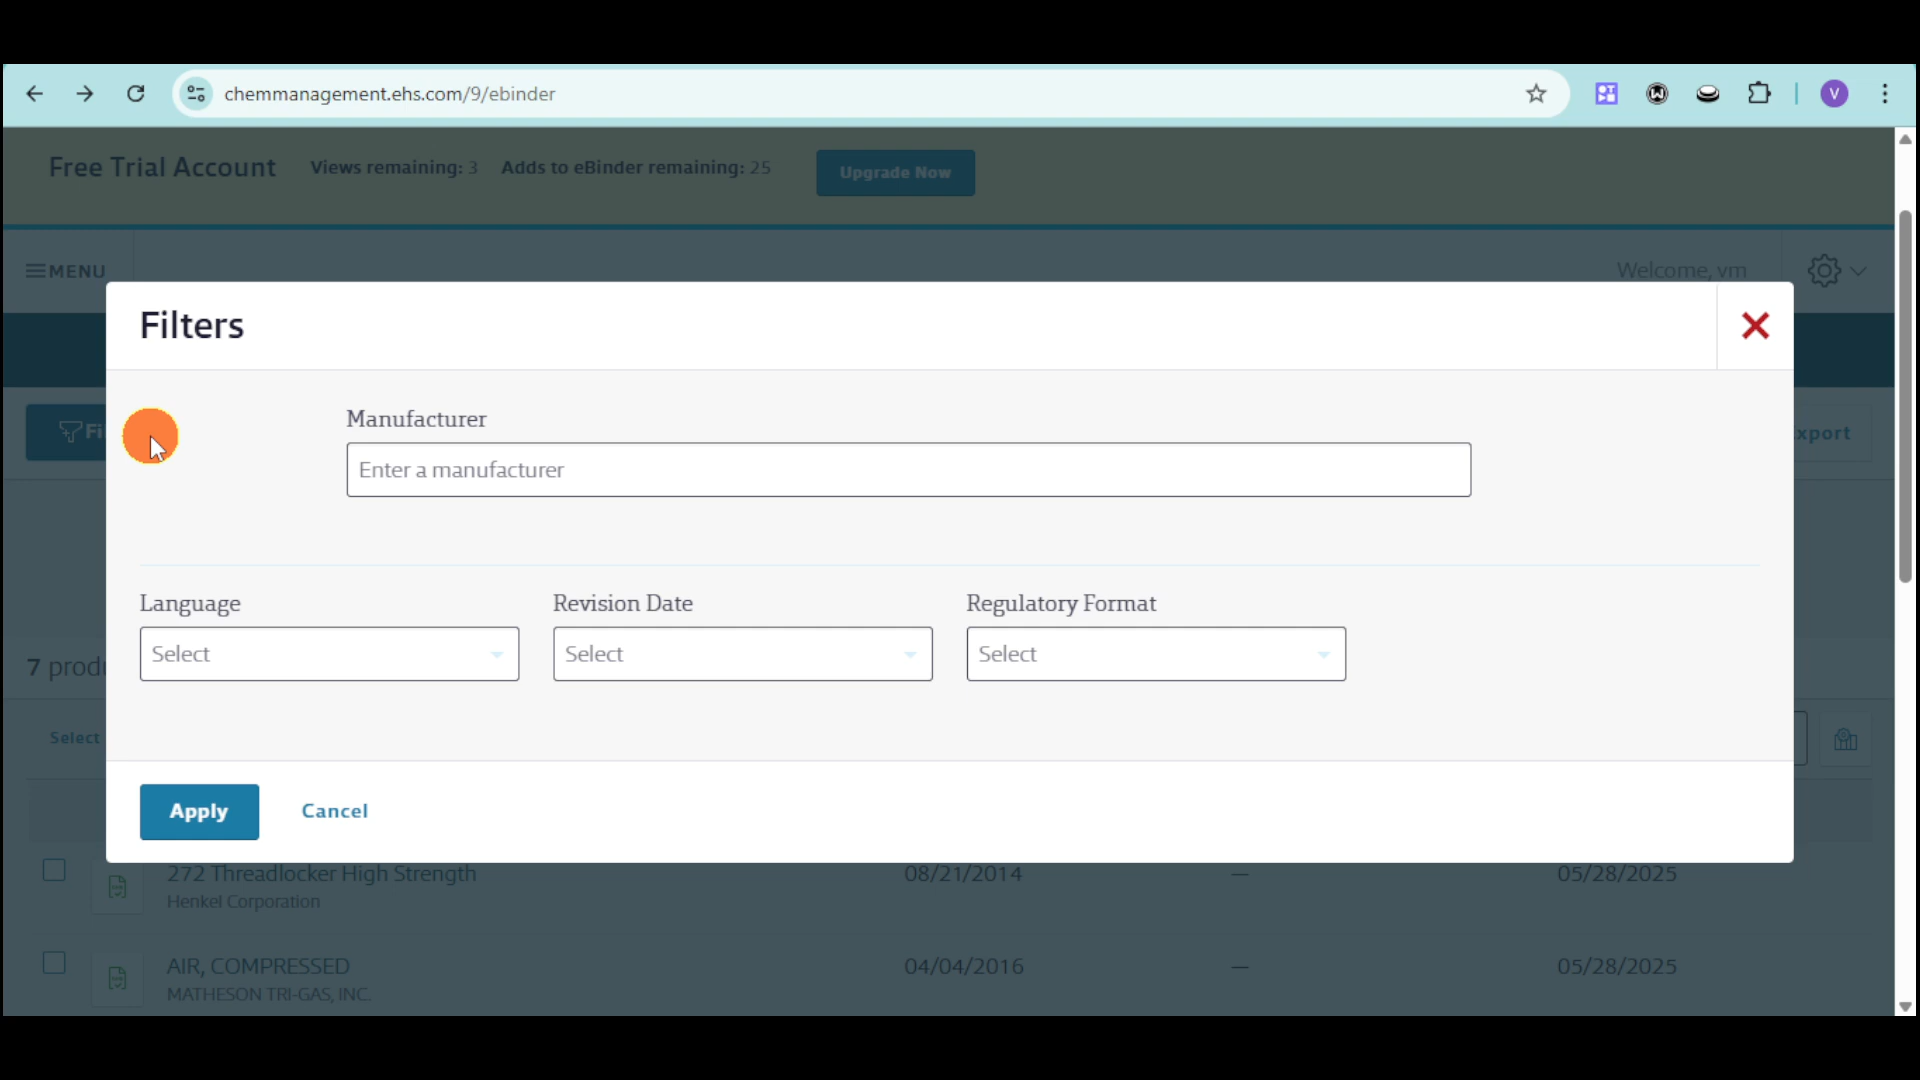 chemmanagement.ehs.com/9/ebinder
V
Free Trial Account Views remaining: 3 Adds to eBinder remaining: 25 Upgrade Now
MENU Welcome, vm
Filters
Manufacturer
Enter a manufacturer
Language Revision Date Regulatory Format
Select Select Select
7
Select
Apply Cancel
272 Threadlocker High Strength 08/21/2014 — 05/28/2025
Henkel Corporation
AIR, COMPRESSED 04/04/2016 — 05/28/2025
MATHESON TRI-GAS, INC.